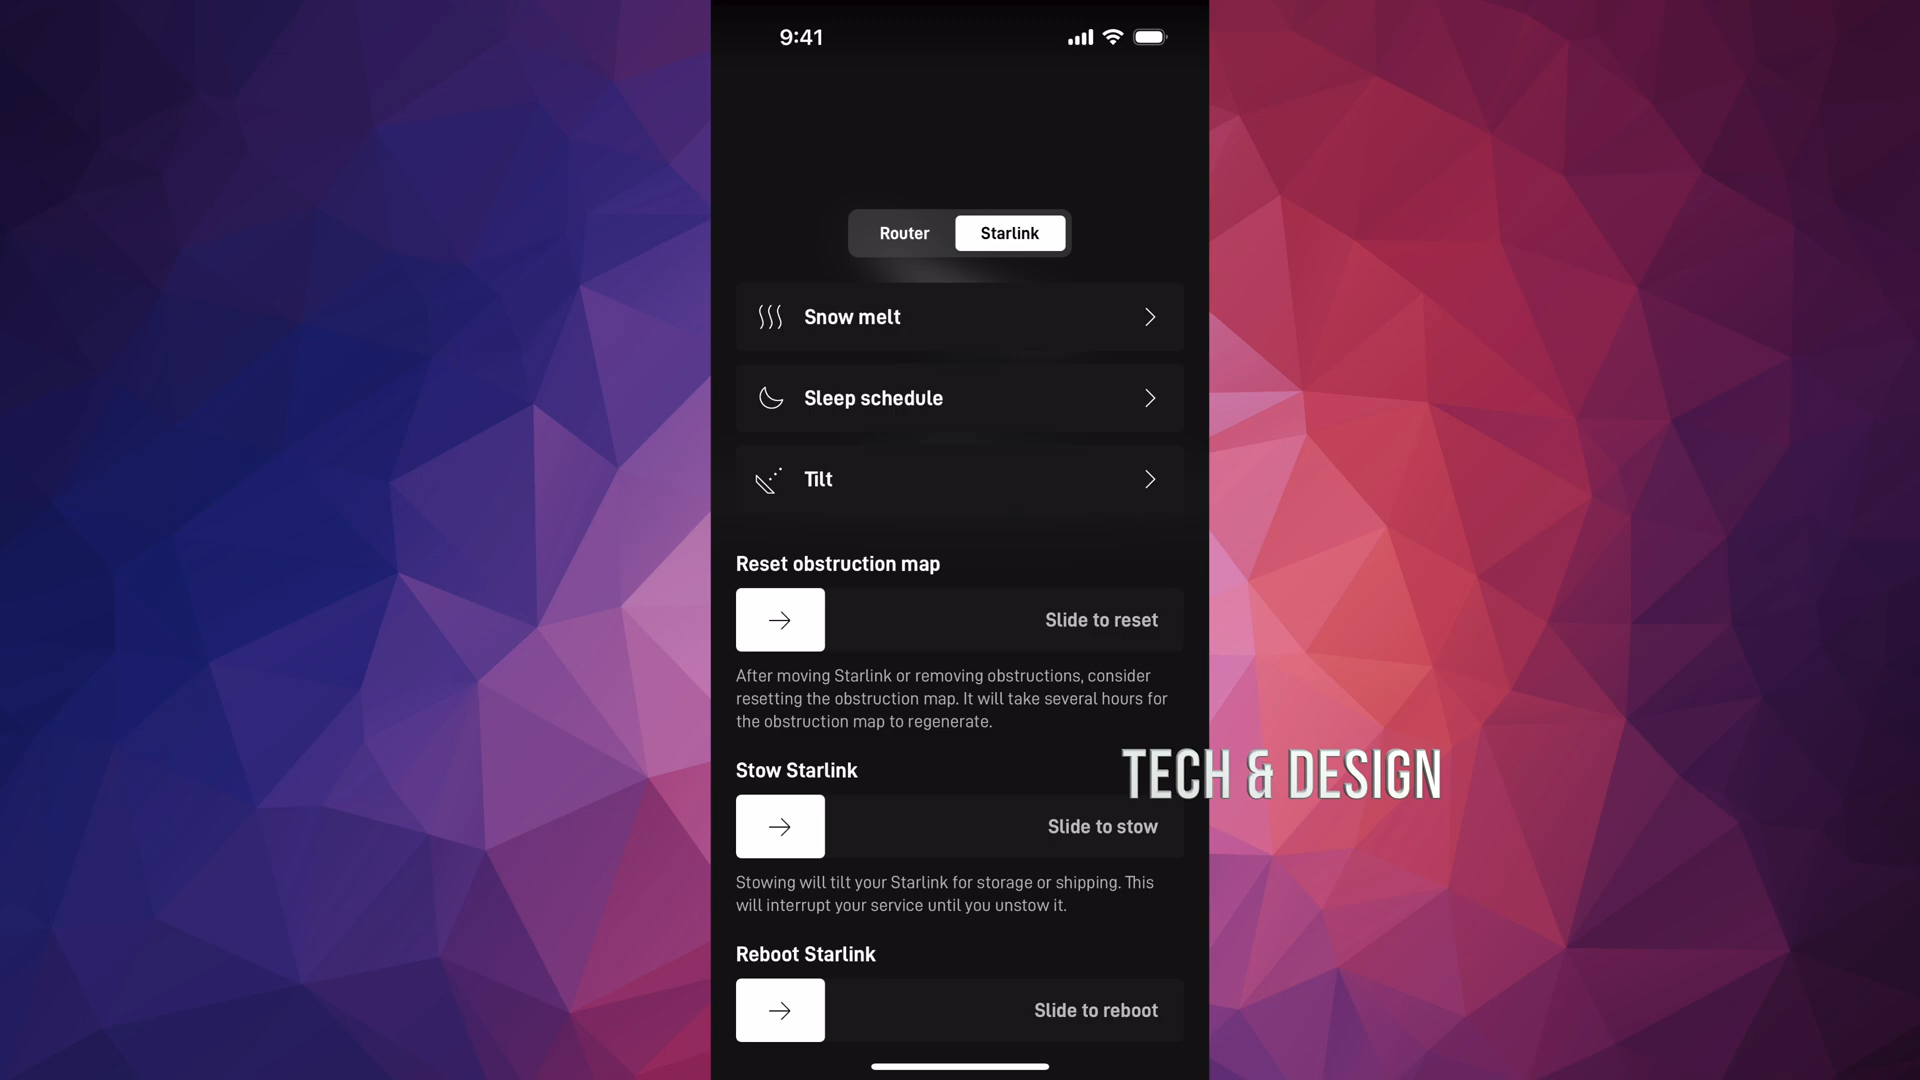 9:41
Router
Starlink
Snow melt
Sleep schedule
Tilt
Reset obstruction map
Slide to reset
After moving Starlink or removing obstructions, consider
resetting the obstruction map. It will take several hours for
the obstruction map to regenerate.
Stow Starlink
TECH & DESIGN
Slide to stow
Stowing will tilt your Starlink for storage or shipping. This
will interrupt your service until you unstow it.
Reboot Starlink
Slide to reboot